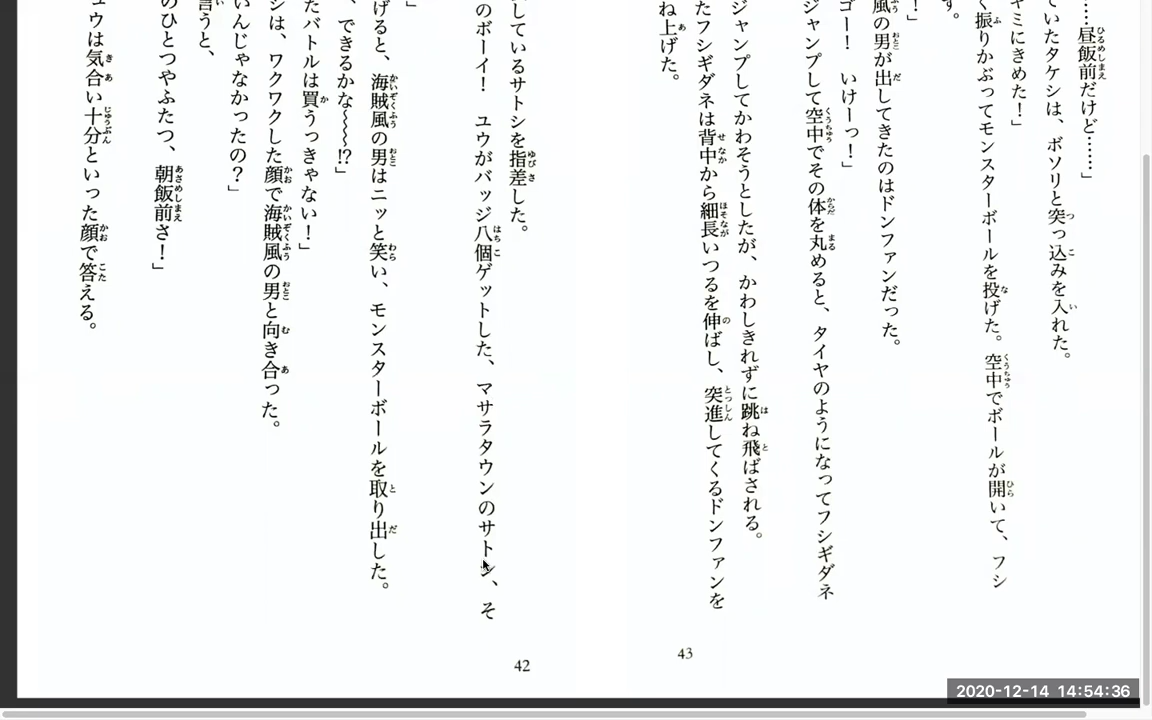 しているサトシを指差した。
のボーイ！　ユウがバッジ八個ゲットした、マサラタウンのサトシ、そ
」
げると、海賊風の男はニッと笑い、モンスターボールを取り出した。
、できるかな〜〜〜!?」
たバトルは買うっきゃない！」
シは、ワクワクした顔で海賊風の男と向き合った。
いんじゃなかったの？」
言うと、
のひとつやふたつ、朝飯前さ！」
ュウは気合い十分といった顔で答える。
42
……昼飯前だけど……」
ていたタケシは、ボソリと突っ込みを入れた。
ャミにきめた！」
く振りかぶってモンスターボールを投げた。空中でボールが開いて、フシ
す。
！」
風の男が出してきたのはドンファンだった。
ゴー！　いけーっ！」
ジャンプして空中でその体を丸めると、タイヤのようになってフシギダネ
ジャンプしてかわそうとしたが、かわしきれずに跳ね飛ばされる。
たフシギダネは背中から細長いつるを伸ばし、突進してくるドンファンを
ね上げた。
43
2020-12-14 14:54:36